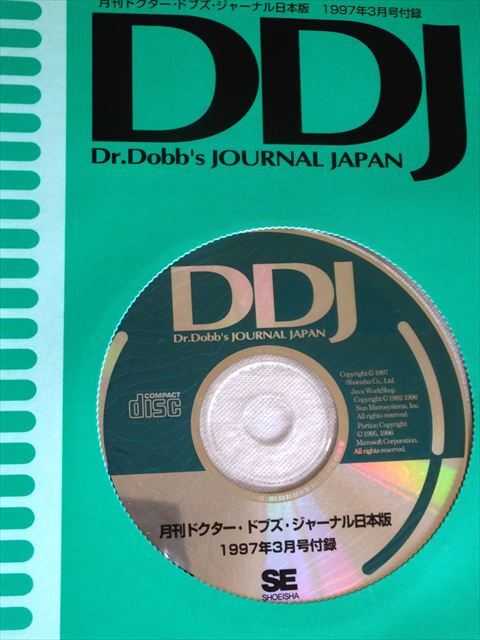 月刊ドクター・ドブズ・ジャーナル日本版 1997年3月号付録
DDJ
Dr.Dobb's JOURNAL JAPAN
DDJ
Dr.Dobb's JOURNAL JAPAN
COMPACT
disc
Copyright © 1997
Shoeisha Co., Ltd.
Java WorkShop
Copyright © 1992-1996
Sun Microsystems, Inc.
All rights reserved.
Portion Copyright
© 1995, 1996
Microsoft Corporation.
All rights reserved.
月刊ドクター・ドブズ・ジャーナル日本版
1997年3月号付録
SE
SHOEISHA